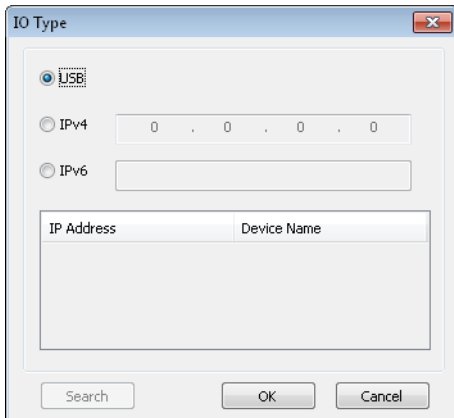 IO Type
USB
IPv4 0 . 0 . 0 . 0
IPv6
IP Address Device Name
Search OK Cancel